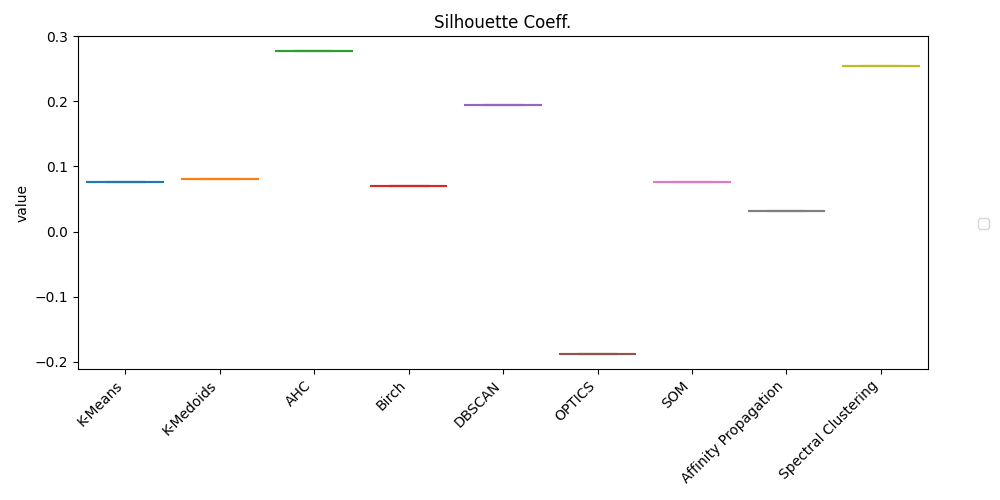 Silhouette Coeff.
0.3
0.2
0.1
0.0
−0.1
−0.2
value
K-Means
K-Medoids
AHC
Birch
DBSCAN
OPTICS
SOM
Affinity Propagation
Spectral Clustering